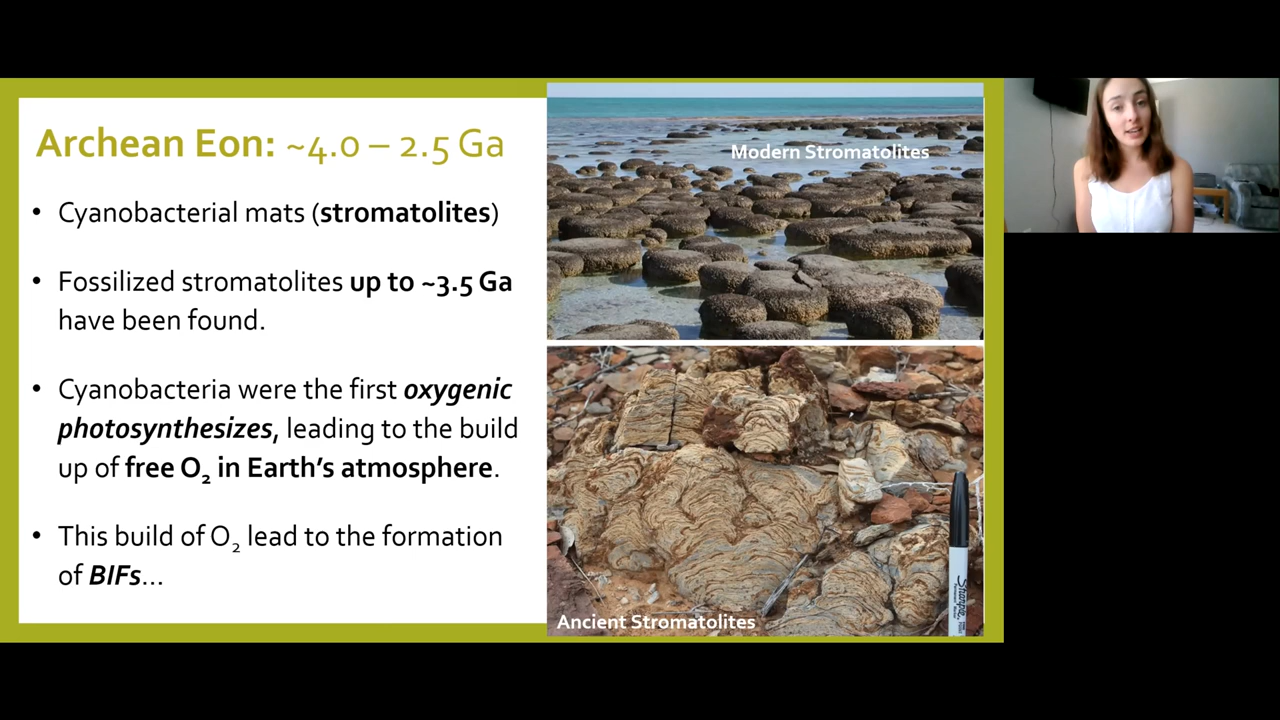 Archean Eon: ~4.0 – 2.5 Ga
• Cyanobacterial mats (stromatolites)
• Fossilized stromatolites up to ~3.5 Ga
have been found.
• Cyanobacteria were the first oxygenic
photosynthesizes, leading to the build
up of free O₂ in Earth's atmosphere.
• This build of O₂ lead to the formation
of BIFs...
Modern Stromatolites
Ancient Stromatolites
Sharpie